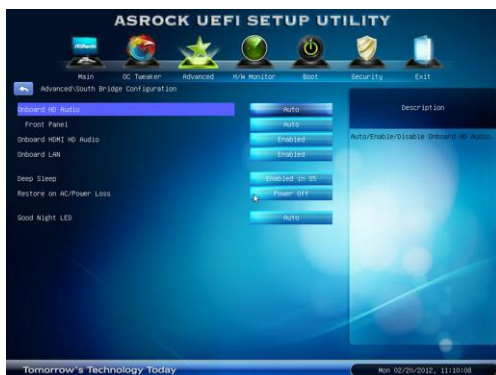 ASROCK UEFI SETUP UTILITY
ASRock
Main OC Tweaker Advanced H/W Monitor Boot Security Exit
Advanced\South Bridge Configuration
Description
Onboard HD Audio Auto
Front Panel Auto
Auto/Enable/Disable Onboard HD Audio.
Onboard HDMI HD Audio Enabled
Onboard LAN Enabled
Deep Sleep Enabled in S5
Restore on AC/Power Loss Power Off
Good Night LED Auto
Tomorrow's Technology Today
Mon 02/20/2012, 11:10:08